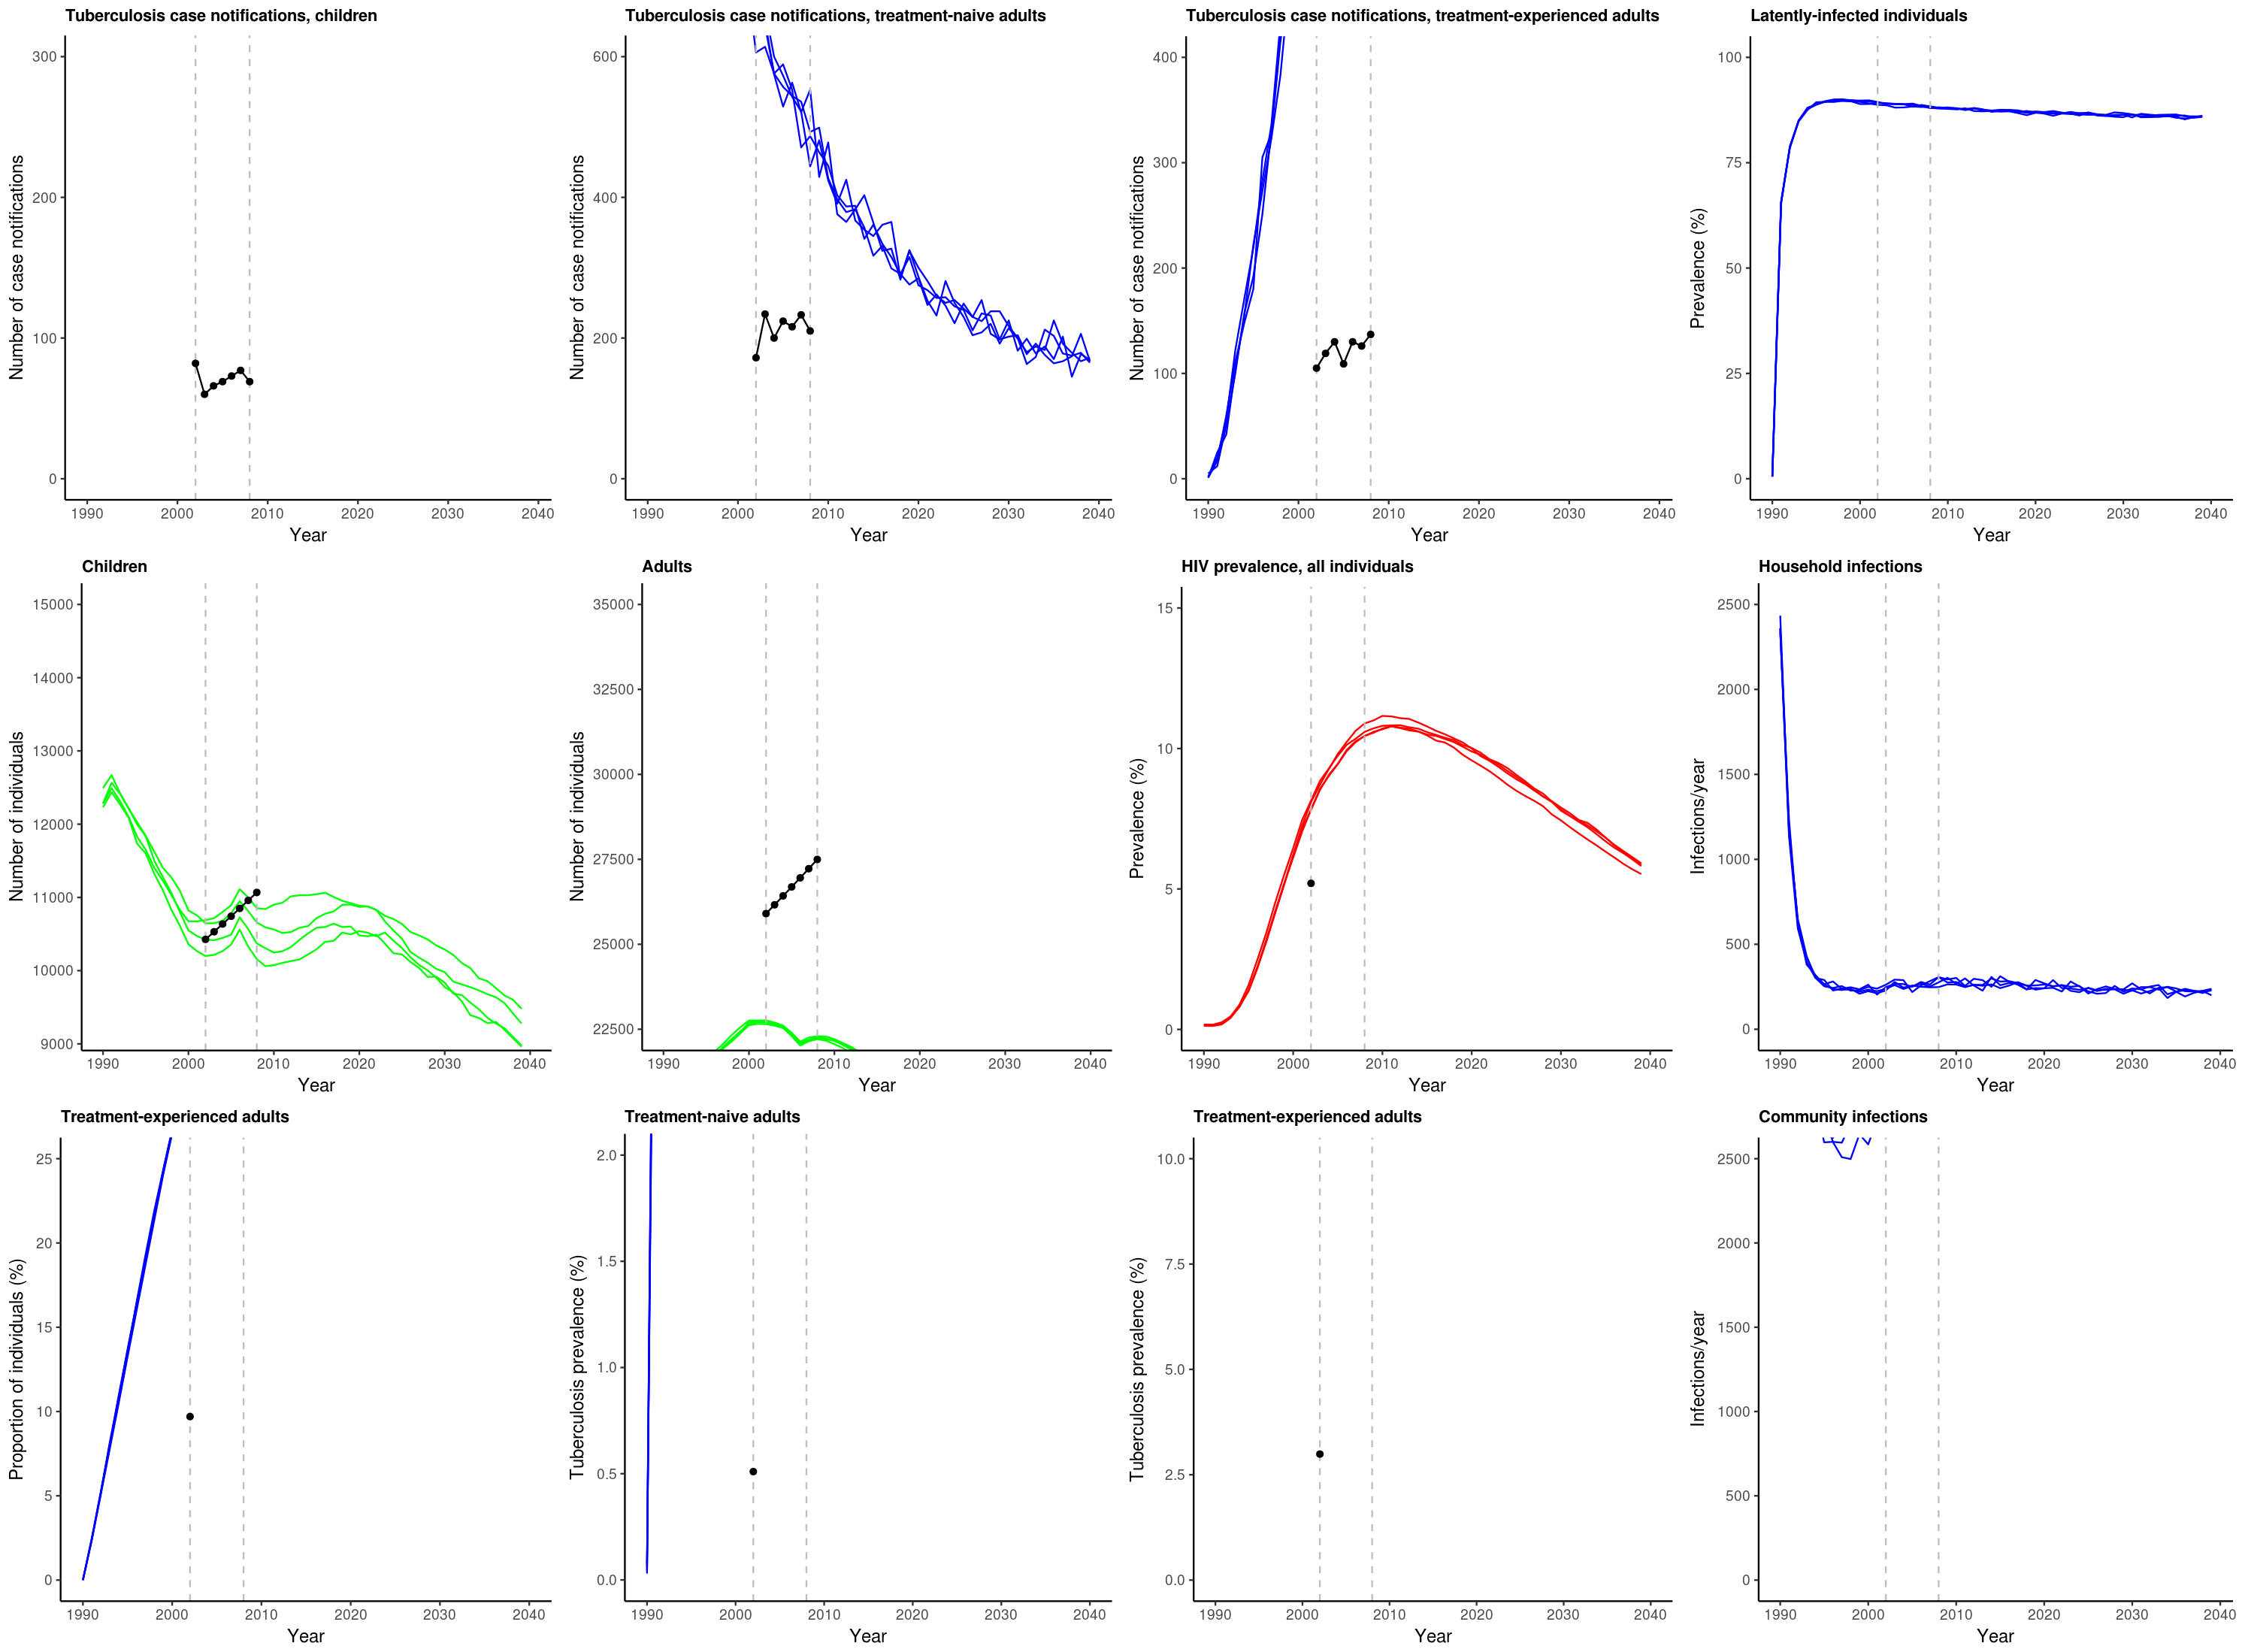 Tuberculosis case notifications, children
Number of case notifications
300
200
100
0
1990 2000 2010 2020 2030 2040
Year
Tuberculosis case notifications, treatment-naive adults
Number of case notifications
600
400
200
0
1990 2000 2010 2020 2030 2040
Year
Tuberculosis case notifications, treatment-experienced adults
Number of case notifications
400
300
200
100
0
1990 2000 2010 2020 2030 2040
Year
Latently-infected individuals
Prevalence (%)
100
75
50
25
0
1990 2000 2010 2020 2030 2040
Year
Children
Number of individuals
15000
14000
13000
12000
11000
10000
9000
1990 2000 2010 2020 2030 2040
Year
Adults
Number of individuals
35000
32500
30000
27500
25000
22500
1990 2000 2010 2020 2030 2040
Year
HIV prevalence, all individuals
Prevalence (%)
15
10
5
0
1990 2000 2010 2020 2030 2040
Year
Household infections
Infections/year
2500
2000
1500
1000
500
0
1990 2000 2010 2020 2030 2040
Year
Treatment-experienced adults
Proportion of individuals (%)
25
20
15
10
5
0
1990 2000 2010 2020 2030 2040
Year
Treatment-naive adults
Tuberculosis prevalence (%)
2.0
1.5
1.0
0.5
0.0
1990 2000 2010 2020 2030 2040
Year
Treatment-experienced adults
Tuberculosis prevalence (%)
10.0
7.5
5.0
2.5
0.0
1990 2000 2010 2020 2030 2040
Year
Community infections
Infections/year
2500
2000
1500
1000
500
0
1990 2000 2010 2020 2030 2040
Year